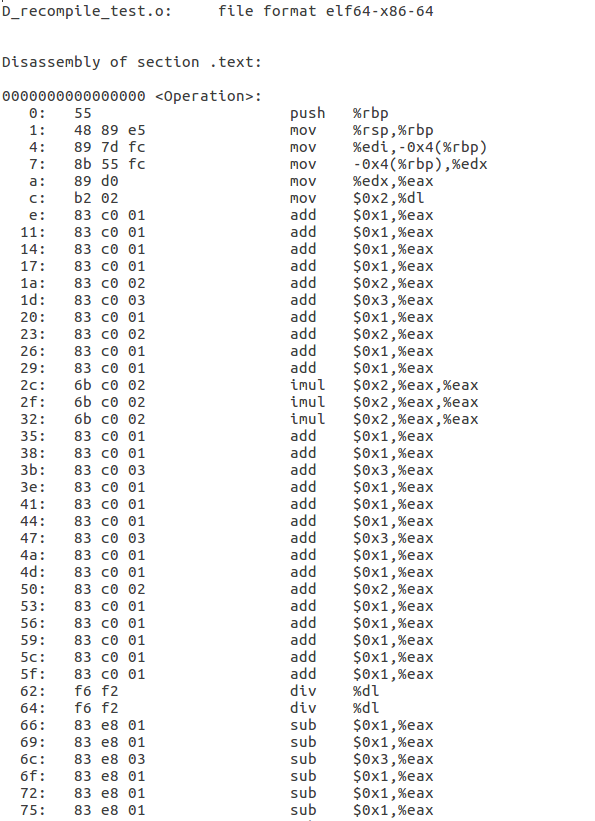 D_recompile_test.o:     file format elf64-x86-64
Disassembly of section .text:
0000000000000000 <Operation>:
   0:   55                      push   %rbp
   1:   48 89 e5                mov    %rsp,%rbp
   4:   89 7d fc                mov    %edi,-0x4(%rbp)
   7:   8b 55 fc                mov    -0x4(%rbp),%edx
   a:   89 d0                   mov    %edx,%eax
   c:   b2 02                   mov    $0x2,%dl
   e:   83 c0 01                add    $0x1,%eax
  11:   83 c0 01                add    $0x1,%eax
  14:   83 c0 01                add    $0x1,%eax
  17:   83 c0 01                add    $0x1,%eax
  1a:   83 c0 02                add    $0x2,%eax
  1d:   83 c0 03                add    $0x3,%eax
  20:   83 c0 01                add    $0x1,%eax
  23:   83 c0 02                add    $0x2,%eax
  26:   83 c0 01                add    $0x1,%eax
  29:   83 c0 01                add    $0x1,%eax
  2c:   6b c0 02                imul   $0x2,%eax,%eax
  2f:   6b c0 02                imul   $0x2,%eax,%eax
  32:   6b c0 02                imul   $0x2,%eax,%eax
  35:   83 c0 01                add    $0x1,%eax
  38:   83 c0 01                add    $0x1,%eax
  3b:   83 c0 03                add    $0x3,%eax
  3e:   83 c0 01                add    $0x1,%eax
  41:   83 c0 01                add    $0x1,%eax
  44:   83 c0 01                add    $0x1,%eax
  47:   83 c0 03                add    $0x3,%eax
  4a:   83 c0 01                add    $0x1,%eax
  4d:   83 c0 01                add    $0x1,%eax
  50:   83 c0 02                add    $0x2,%eax
  53:   83 c0 01                add    $0x1,%eax
  56:   83 c0 01                add    $0x1,%eax
  59:   83 c0 01                add    $0x1,%eax
  5c:   83 c0 01                add    $0x1,%eax
  5f:   83 c0 01                add    $0x1,%eax
  62:   f6 f2                   div    %dl
  64:   f6 f2                   div    %dl
  66:   83 e8 01                sub    $0x1,%eax
  69:   83 e8 01                sub    $0x1,%eax
  6c:   83 e8 03                sub    $0x3,%eax
  6f:   83 e8 01                sub    $0x1,%eax
  72:   83 e8 01                sub    $0x1,%eax
  75:   83 e8 01                sub    $0x1,%eax